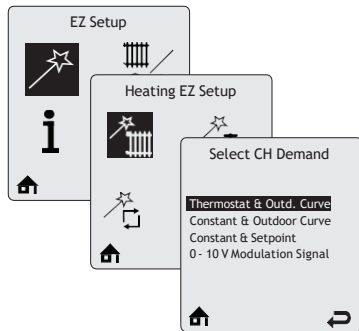 EZ Setup
Heating EZ Setup
Select CH Demand
Thermostat & Outd. Curve
Constant & Outdoor Curve
Constant & Setpoint
0 - 10 V Modulation Signal